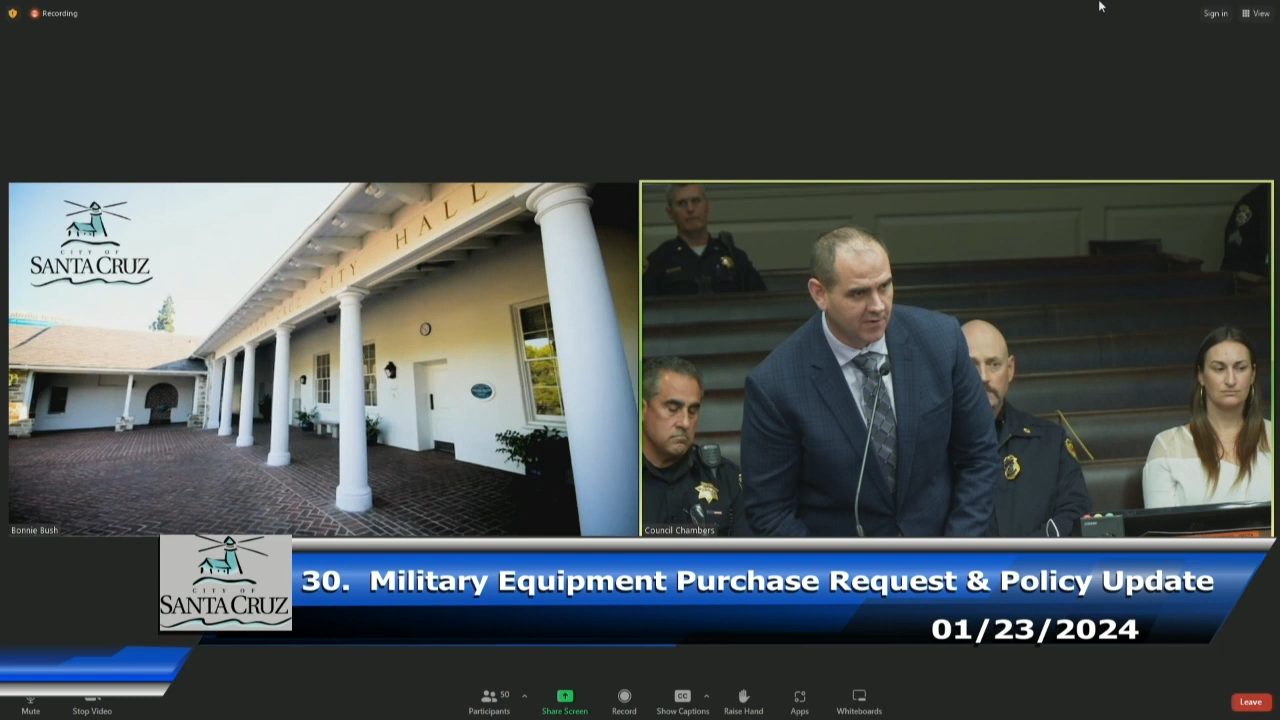 Recording
Sign in
View
CITY OF
SANTA CRUZ
CITY HALL
Bonnie Bush
Council Chambers
CITY OF
SANTA CRUZ
30. Military Equipment Purchase Request & Policy Update
01/23/2024
Mute
Stop Video
Participants
50
Share Screen
Record
CC
Show Captions
Raise Hand
Apps
Whiteboards
Leave